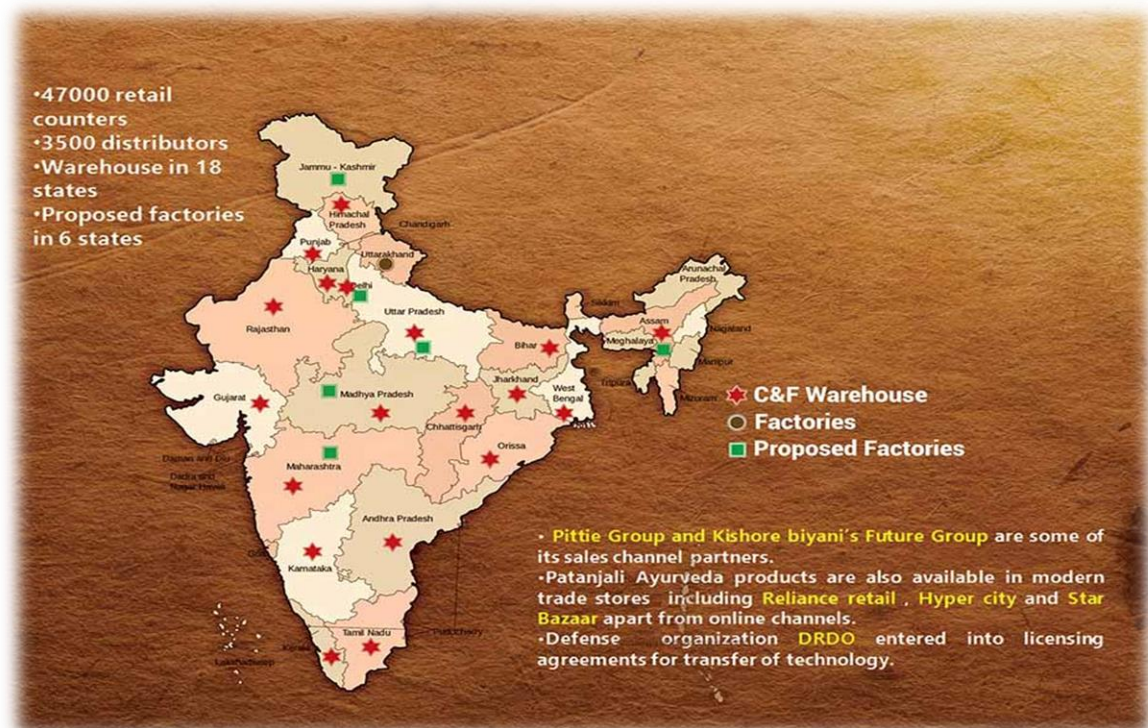 •47000 retail
counters
•3500 distributors
•Warehouse in 18
states
•Proposed factories
in 6 states
Jammu - Kashmir
Himachal
Pradesh
Chandigarh
Punjab
Uttarakhand
Haryana
Delhi
Arunachal
Pradesh
Rajasthan
Uttar Pradesh
Sikkim
Assam
Nagaland
Bihar
Meghalaya
Manipur
Jharkhand
Tripura
Gujarat
Madhya Pradesh
West
Bengal
Mizoram
Chhattisgarh
Orissa
Daman and Diu
Maharashtra
Dadra and
Nagar Haveli
Andhra Pradesh
Goa
Karnataka
Puducherry
Tamil Nadu
Kerala
Lakshadweep
C&F Warehouse
Factories
Proposed Factories
• Pittie Group and Kishore biyani's Future Group are some of
its sales channel partners.
•Patanjali Ayurveda products are also available in modern
trade stores including Reliance retail , Hyper city and Star
Bazaar apart from online channels.
•Defense organization DRDO entered into licensing
agreements for transfer of technology.